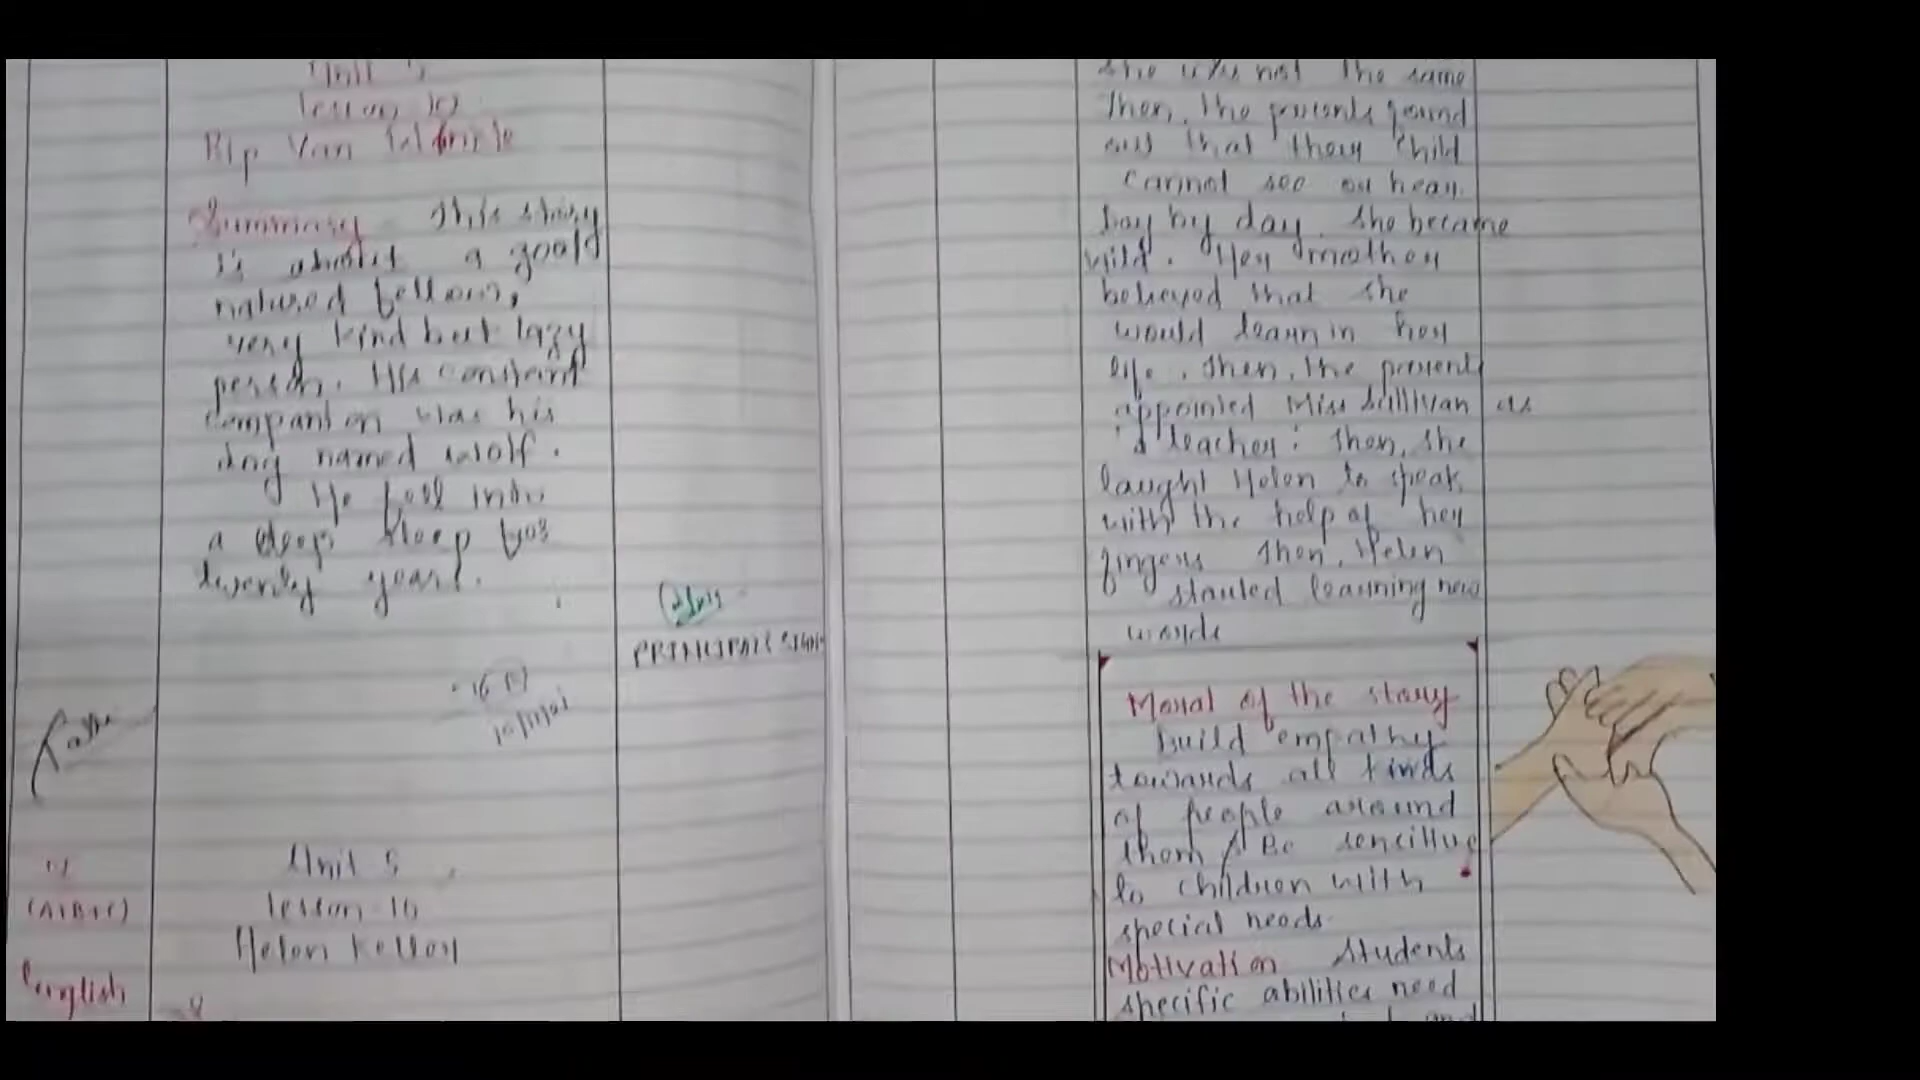 Unit 5
lesson 10
Rip Van Winkle
Summary This story
is about a good
natured fellow,
very kind but lazy
person. His constant
companion was his
dog named wolf.
He fell into
a deep sleep for
twenty years.
PRINCIPAL SIGN
(A+B+C)
English
Unit 5
lesson 10
Helen Keller
she was not the same
Then, the parents found
out that their child
cannot see or hear.
Day by day she became
wild. Her mother
believed that she
would learn in her
life. Then, the parents
appointed Miss Sullivan as
a teacher. Then, she
taught Helen to speak
with the help of her
fingers Then, Helen
started learning new
words
Moral of the story
build empathy
towards all kinds
of people around
them / Be sencitive
to children with
special needs.
Motivation Students
specific abilities need
and